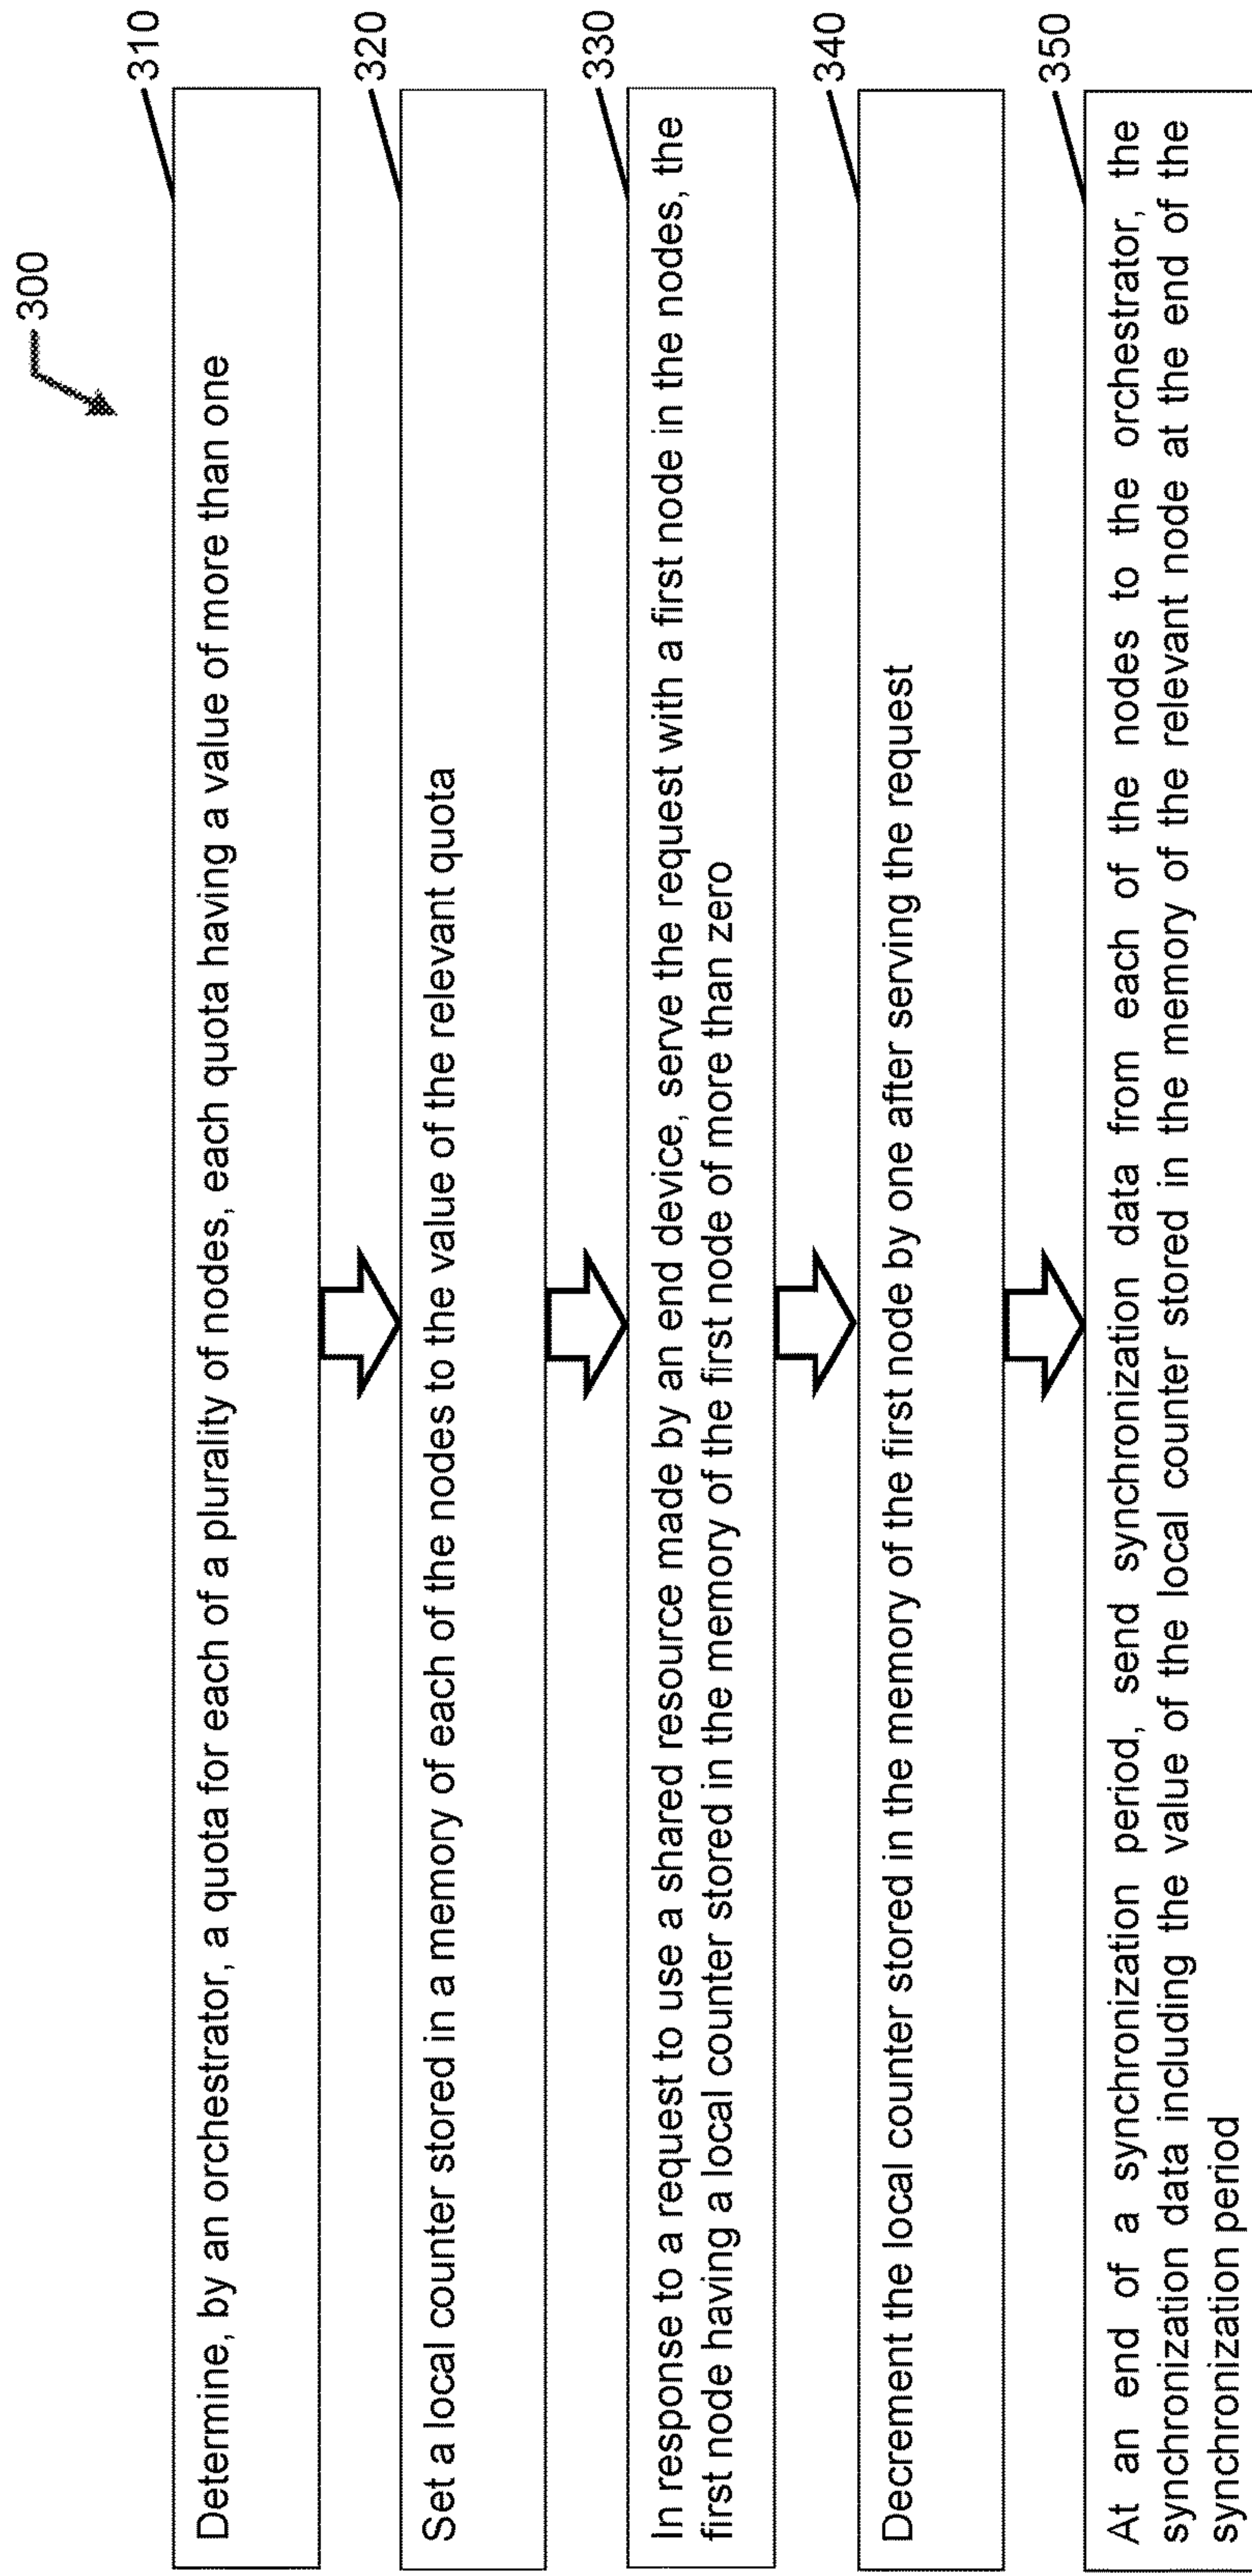 300
310
Determine, by an orchestrator, a quota for each of a plurality of nodes, each quota having a value of more than one
320
Set a local counter stored in a memory of each of the nodes to the value of the relevant quota
330
In response to a request to use a shared resource made by an end device, serve the request with a first node in the nodes, the
first node having a local counter stored in the memory of the first node of more than zero
340
Decrement the local counter stored in the memory of the first node by one after serving the request
350
At an end of a synchronization period, send synchronization data from each of the nodes to the orchestrator, the
synchronization data including the value of the local counter stored in the memory of the relevant node at the end of the
synchronization period